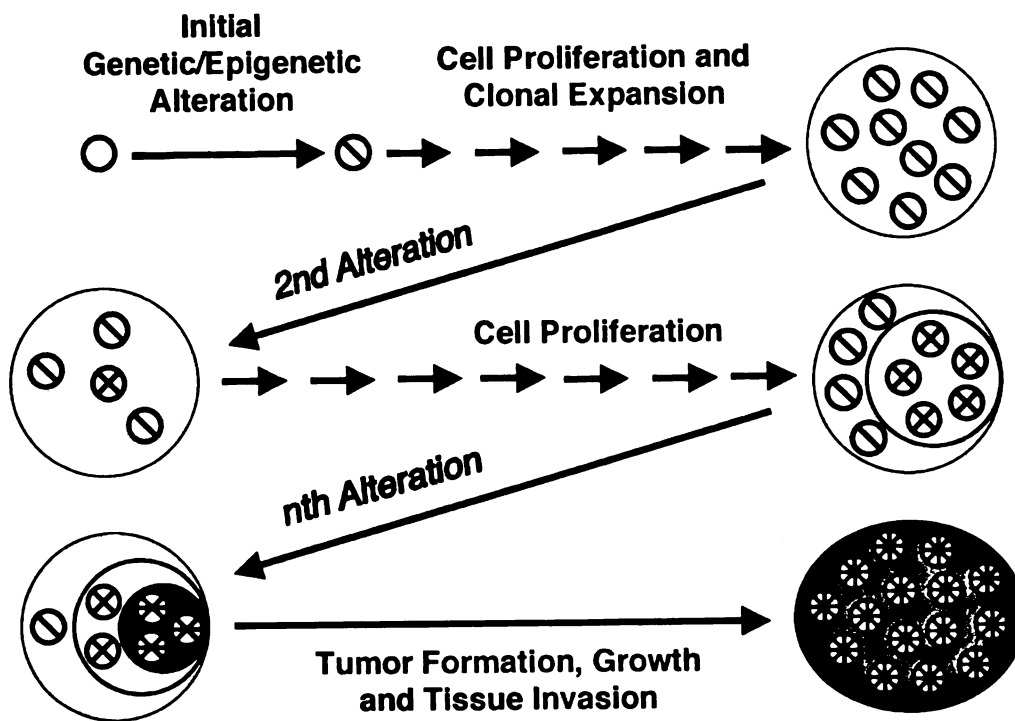 Initial
Genetic/Epigenetic
Alteration
Cell Proliferation and
Clonal Expansion
2nd Alteration
Cell Proliferation
nth Alteration
Tumor Formation, Growth
and Tissue Invasion